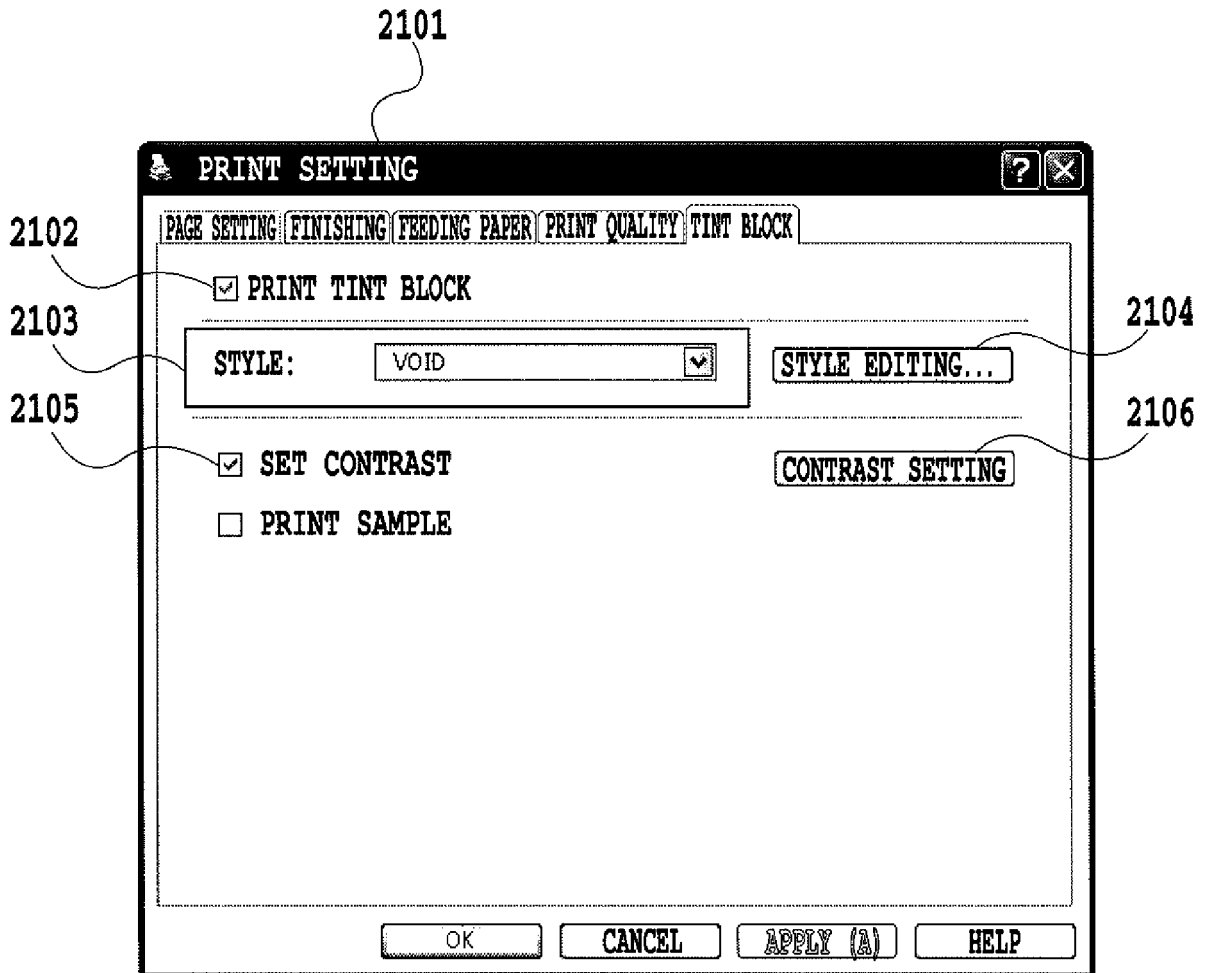 2101
PRINT SETTING ?
PAGE SETTING FINISHING FEEDING PAPER PRINT QUALITY TINT BLOCK
2102
PRINT TINT BLOCK
2103
2104
STYLE: VOID STYLE EDITING...
2105
2106
SET CONTRAST CONTRAST SETTING
PRINT SAMPLE
OK CANCEL APPLY (A) HELP